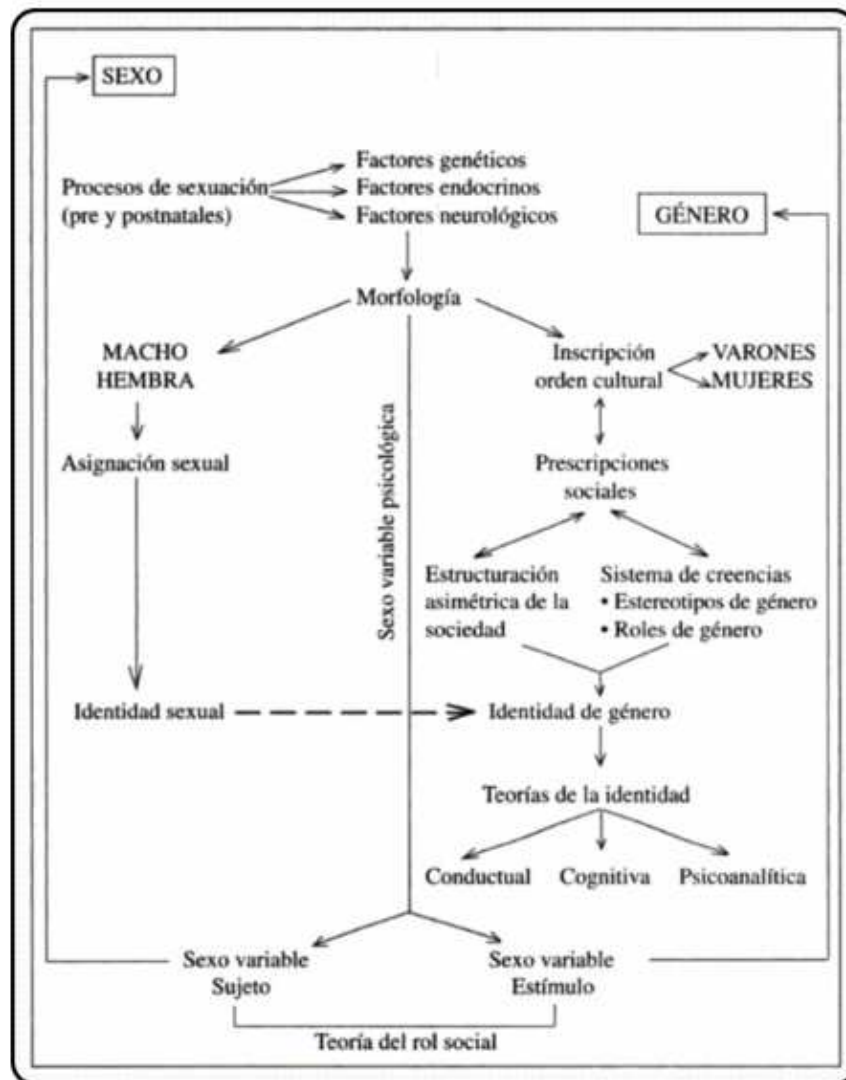 SEXO
Factores genéticos
Procesos de sexuación
(pre y postnatales)
Factores endocrinos
Factores neurológicos
GÉNERO
Morfología
MACHO
HEMBRA
Inscripción
orden cultural
VARONES
MUJERES
Asignación sexual
Prescripciones
sociales
Sexo variable psicológica
Estructuración
asimétrica de la
sociedad
Sistema de creencias
• Estereotipos de género
• Roles de género
Identidad sexual
Identidad de género
Teorías de la identidad
Conductual
Cognitiva
Psicoanalítica
Sexo variable
Sujeto
Sexo variable
Estímulo
Teoría del rol social